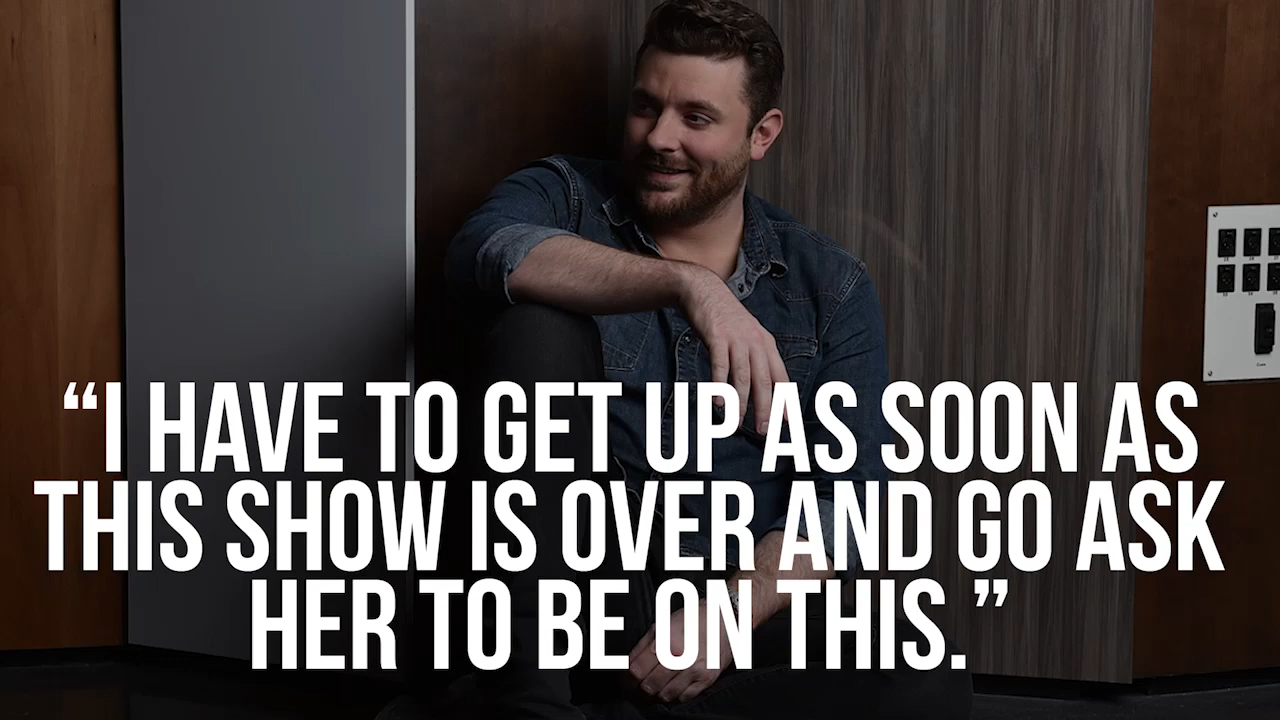 “I HAVE TO GET UP AS SOON AS
THIS SHOW IS OVER AND GO ASK
HER TO BE ON THIS.”